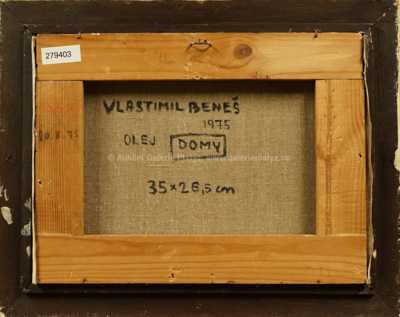 279403
VLASTIMIL BENEŠ
1975
OLEJ DOMY
35×26,5 cm